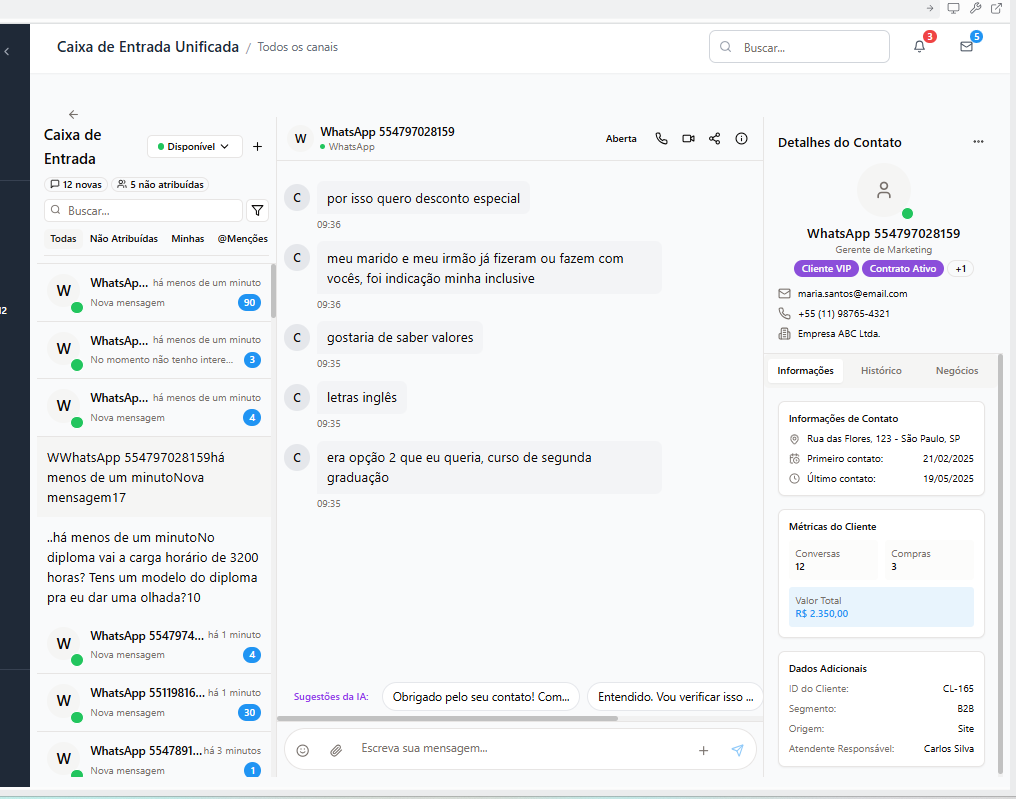 Caixa de Entrada Unificada / Todos os canais
Buscar...
3
5
12
Caixa de
Entrada
Disponível
12 novas
5 não atribuídas
Buscar...
Todas Não Atribuídas Minhas @Menções
W
WhatsAp... há menos de um minuto
Nova mensagem
90
W
WhatsAp... há menos de um minuto
No momento não tenho intere...
3
W
WhatsAp... há menos de um minuto
Nova mensagem
4
WWhatsApp 554797028159há
menos de um minutoNova
mensagem17
..há menos de um minutoNo
diploma vai a carga horário de 3200
horas? Tens um modelo do diploma
pra eu dar uma olhada?10
W
WhatsApp 5547974... há 1 minuto
Nova mensagem
4
W
WhatsApp 55119816... há 1 minuto
Nova mensagem
30
W
WhatsApp 5547891... há 3 minutos
Nova mensagem
1
W
WhatsApp 554797028159
WhatsApp
Aberta
C
por isso quero desconto especial
09:36
C
meu marido e meu irmão já fizeram ou fazem com
vocês, foi indicação minha inclusive
09:36
C
gostaria de saber valores
09:35
C
letras inglês
09:35
C
era opção 2 que eu queria, curso de segunda
graduação
09:35
Sugestões da IA:
Obrigado pelo seu contato! Com...
Entendido. Vou verificar isso ...
Escreva sua mensagem...
Detalhes do Contato
WhatsApp 554797028159
Gerente de Marketing
Cliente VIP Contrato Ativo +1
maria.santos@email.com
+55 (11) 98765-4321
Empresa ABC Ltda.
Informações Histórico Negócios
Informações de Contato
Rua das Flores, 123 - São Paulo, SP
Primeiro contato: 21/02/2025
Último contato: 19/05/2025
Métricas do Cliente
Conversas
12
Compras
3
Valor Total
R$ 2.350,00
Dados Adicionais
ID do Cliente: CL-165
Segmento: B2B
Origem: Site
Atendente Responsável: Carlos Silva